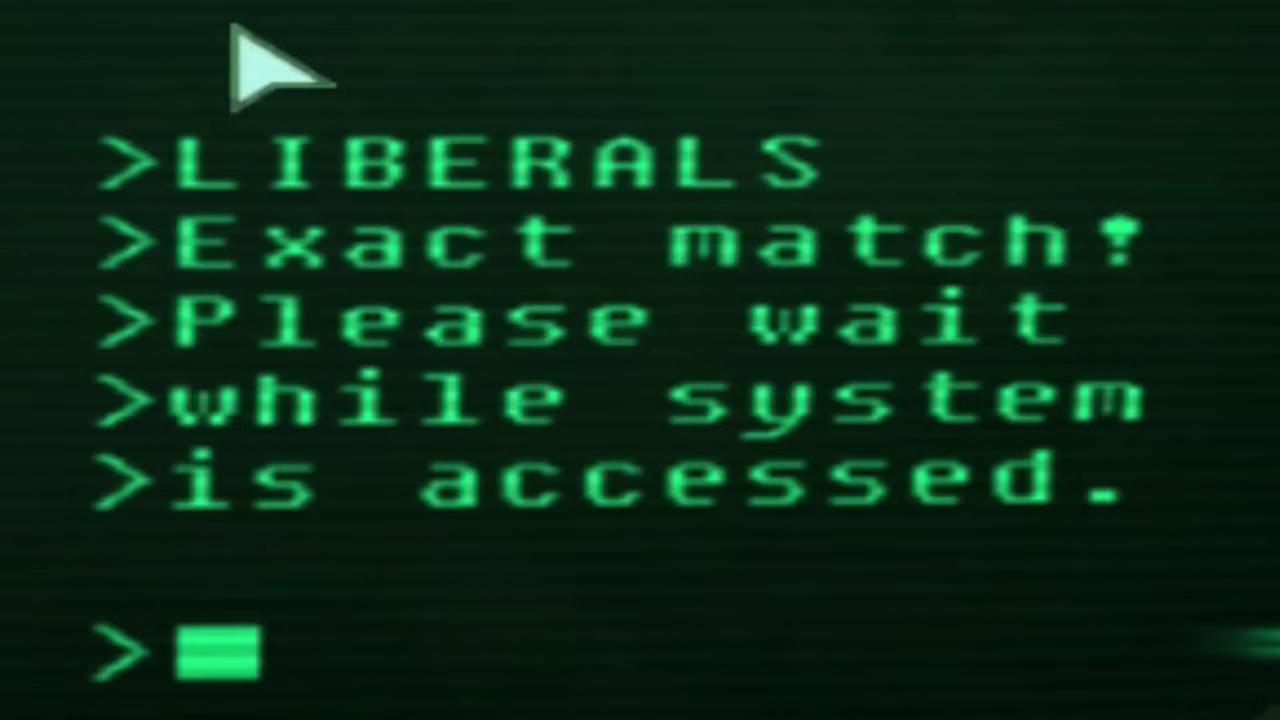 >LIBERALS
>Exact match!
>Please wait
>while system
>is accessed.
>